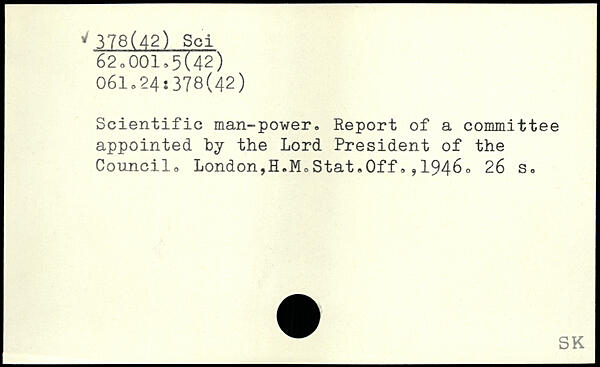 ✓ 378(42) Sci
62.001.5(42)
061.24:378(42)
Scientific man-power. Report of a committee
appointed by the Lord President of the
Council. London,H.M.Stat.Off.,1946. 26 s.
SK